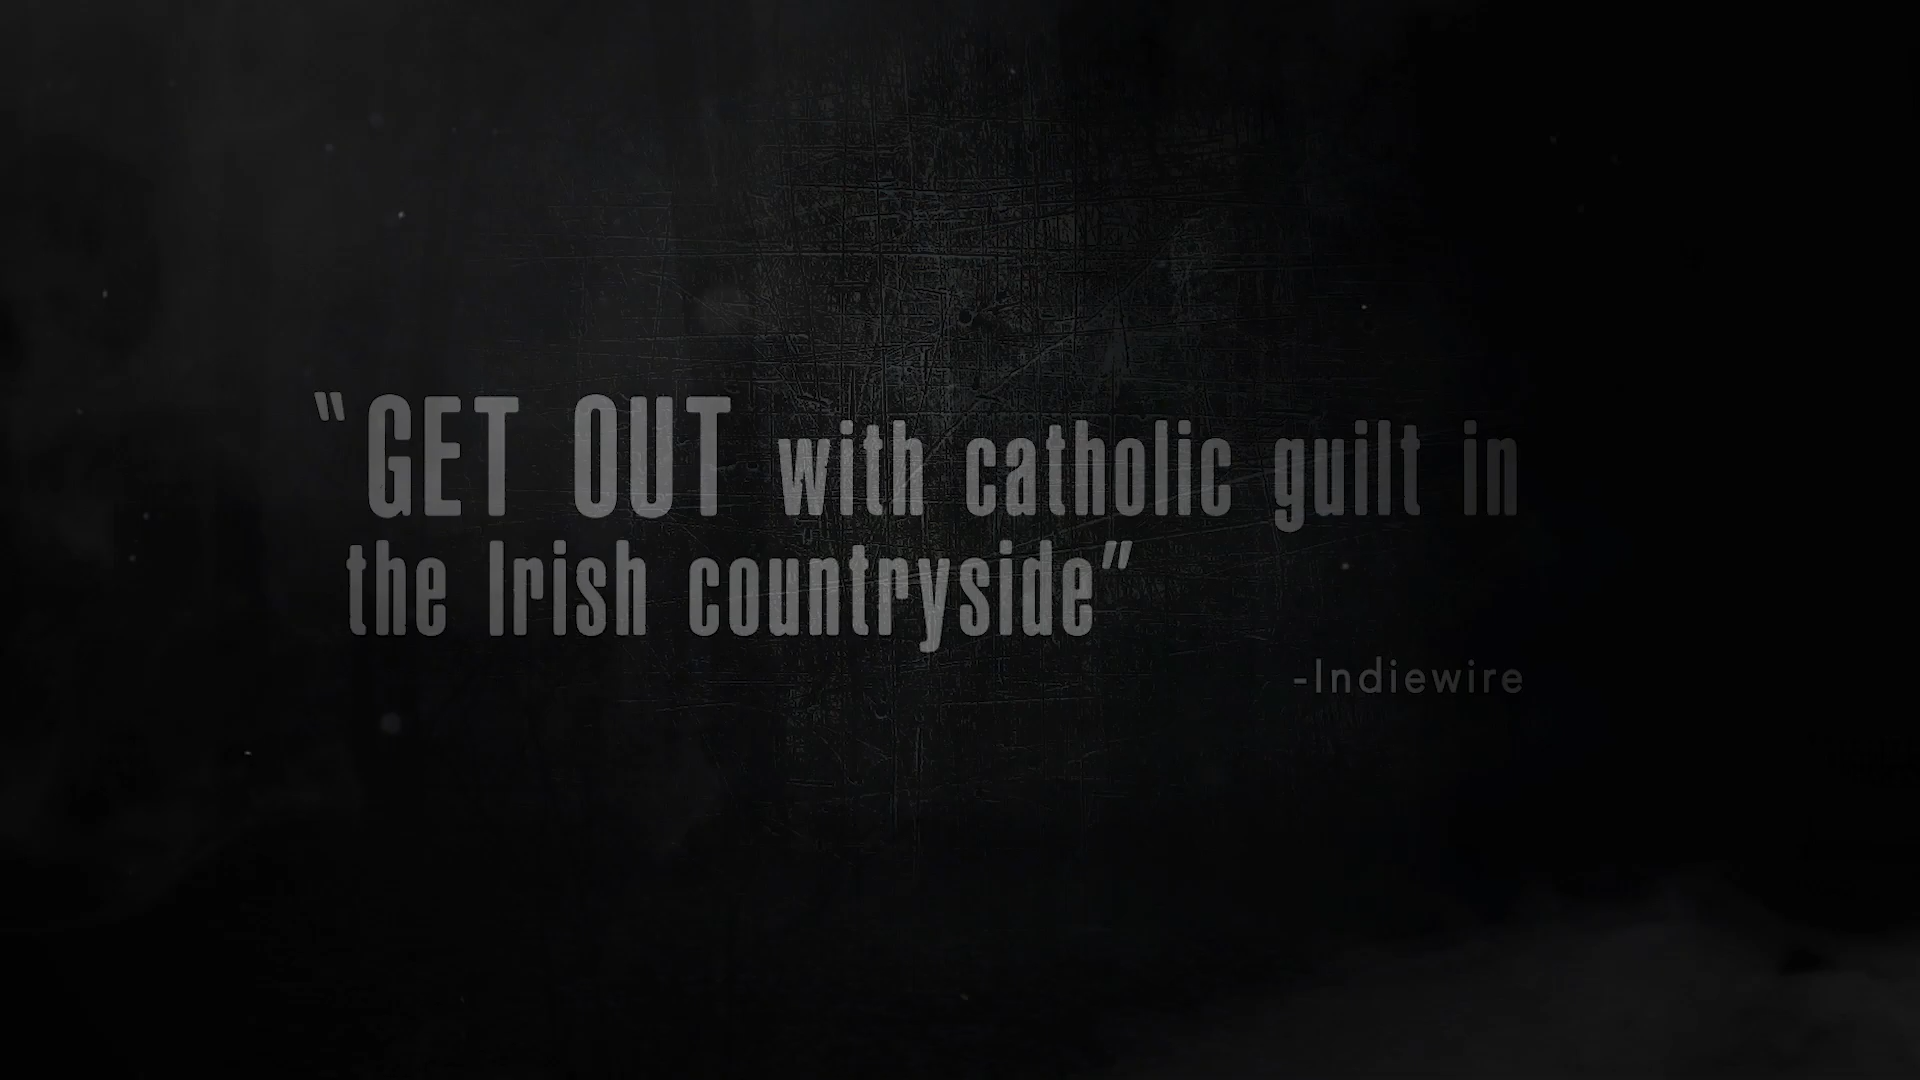 "GET OUT with catholic guilt in
the Irish countryside"
-Indiewire